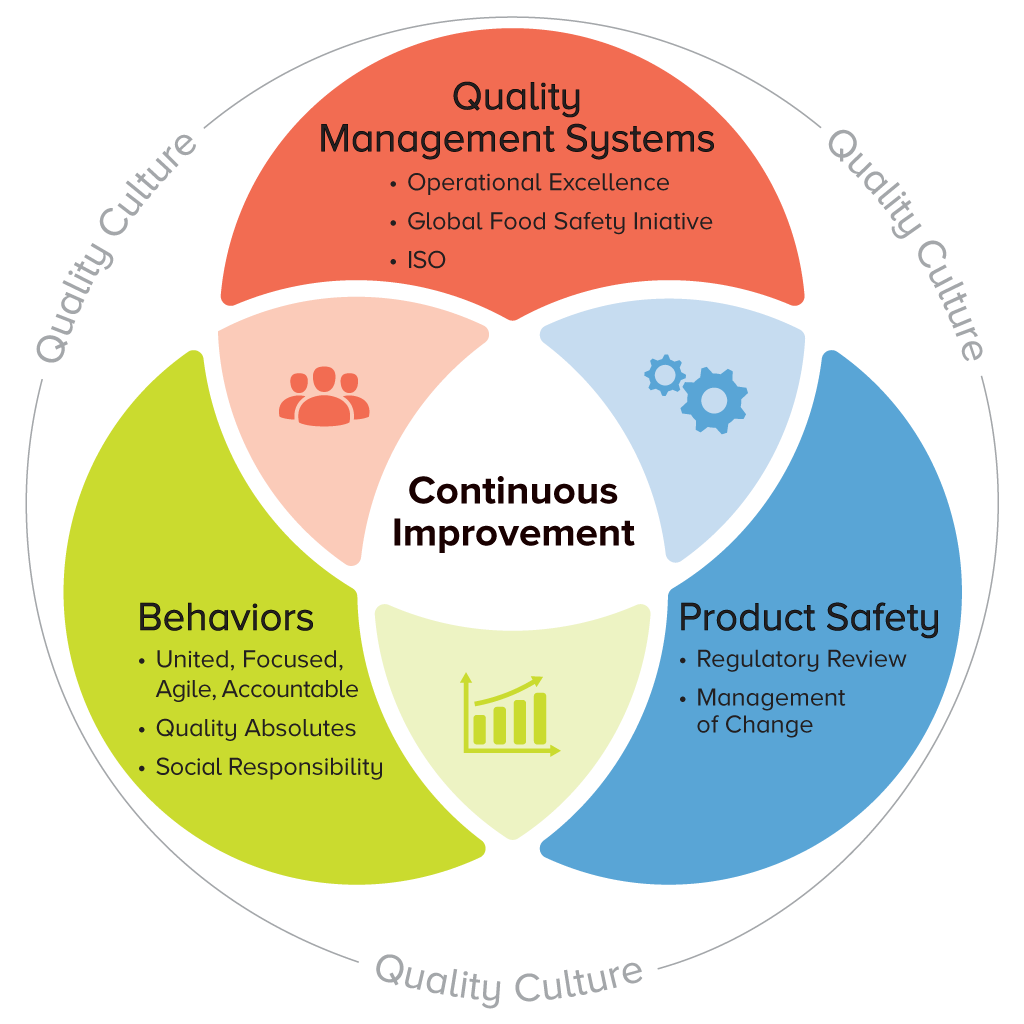 Quality
Management Systems
• Operational Excellence
• Global Food Safety Iniative
• ISO
Quality Culture
Quality Culture
Continuous
Improvement
Behaviors
• United, Focused,
Agile, Accountable
• Quality Absolutes
• Social Responsibility
Product Safety
• Regulatory Review
• Management
of Change
Quality Culture